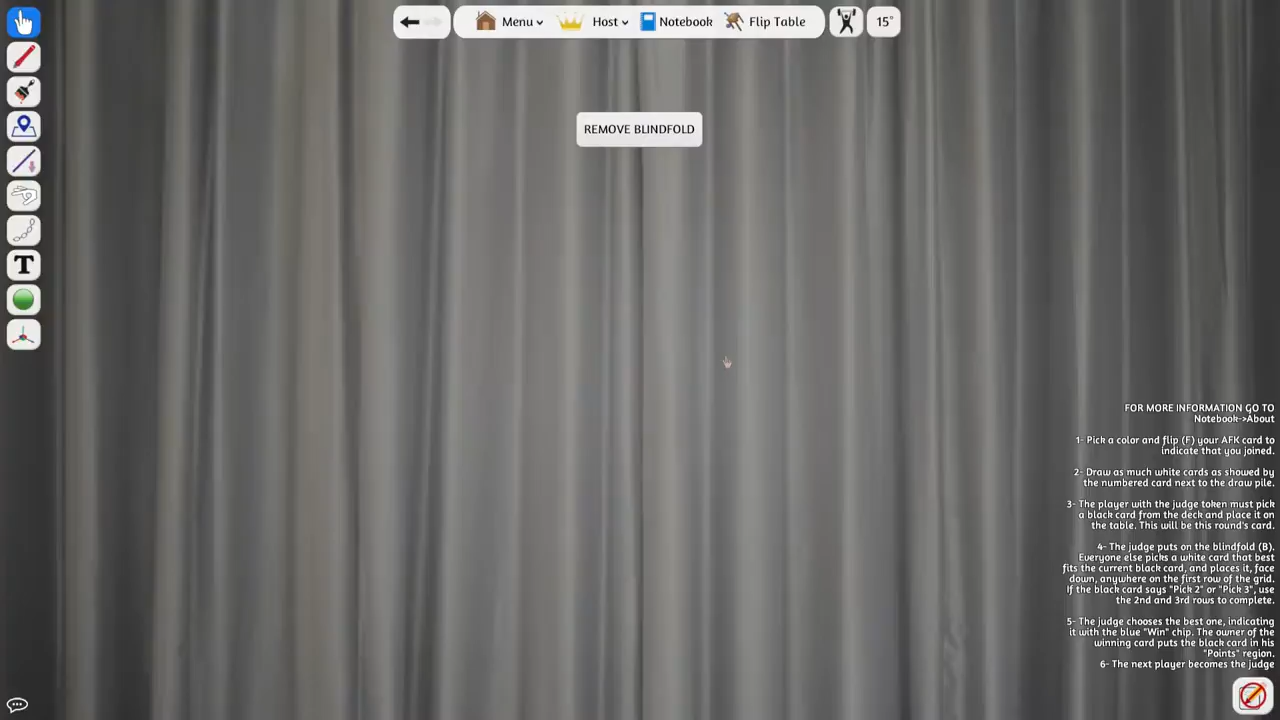 Menu
Host
Notebook
Flip Table
15°
REMOVE BLINDFOLD
T
FOR MORE INFORMATION GO TO
Notebook->About
1- Pick a color and flip (F) your AFK card to
indicate that you joined.
2- Draw as much white cards as showed by
the numbered card next to the draw pile.
3- The player with the judge token must pick
a black card from the deck and place it on
the table. This will be this round's card.
4- The judge puts on the blindfold (B).
Everyone else picks a white card that best
fits the current black card, and places it, face
down, anywhere on the first row of the grid.
If the black card says "Pick 2" or "Pick 3", use
the 2nd and 3rd rows to complete.
5- The judge chooses the best one, indicating
it with the blue "Win" chip. The owner of the
winning card puts the black card in his
"Points" region.
6- The next player becomes the judge